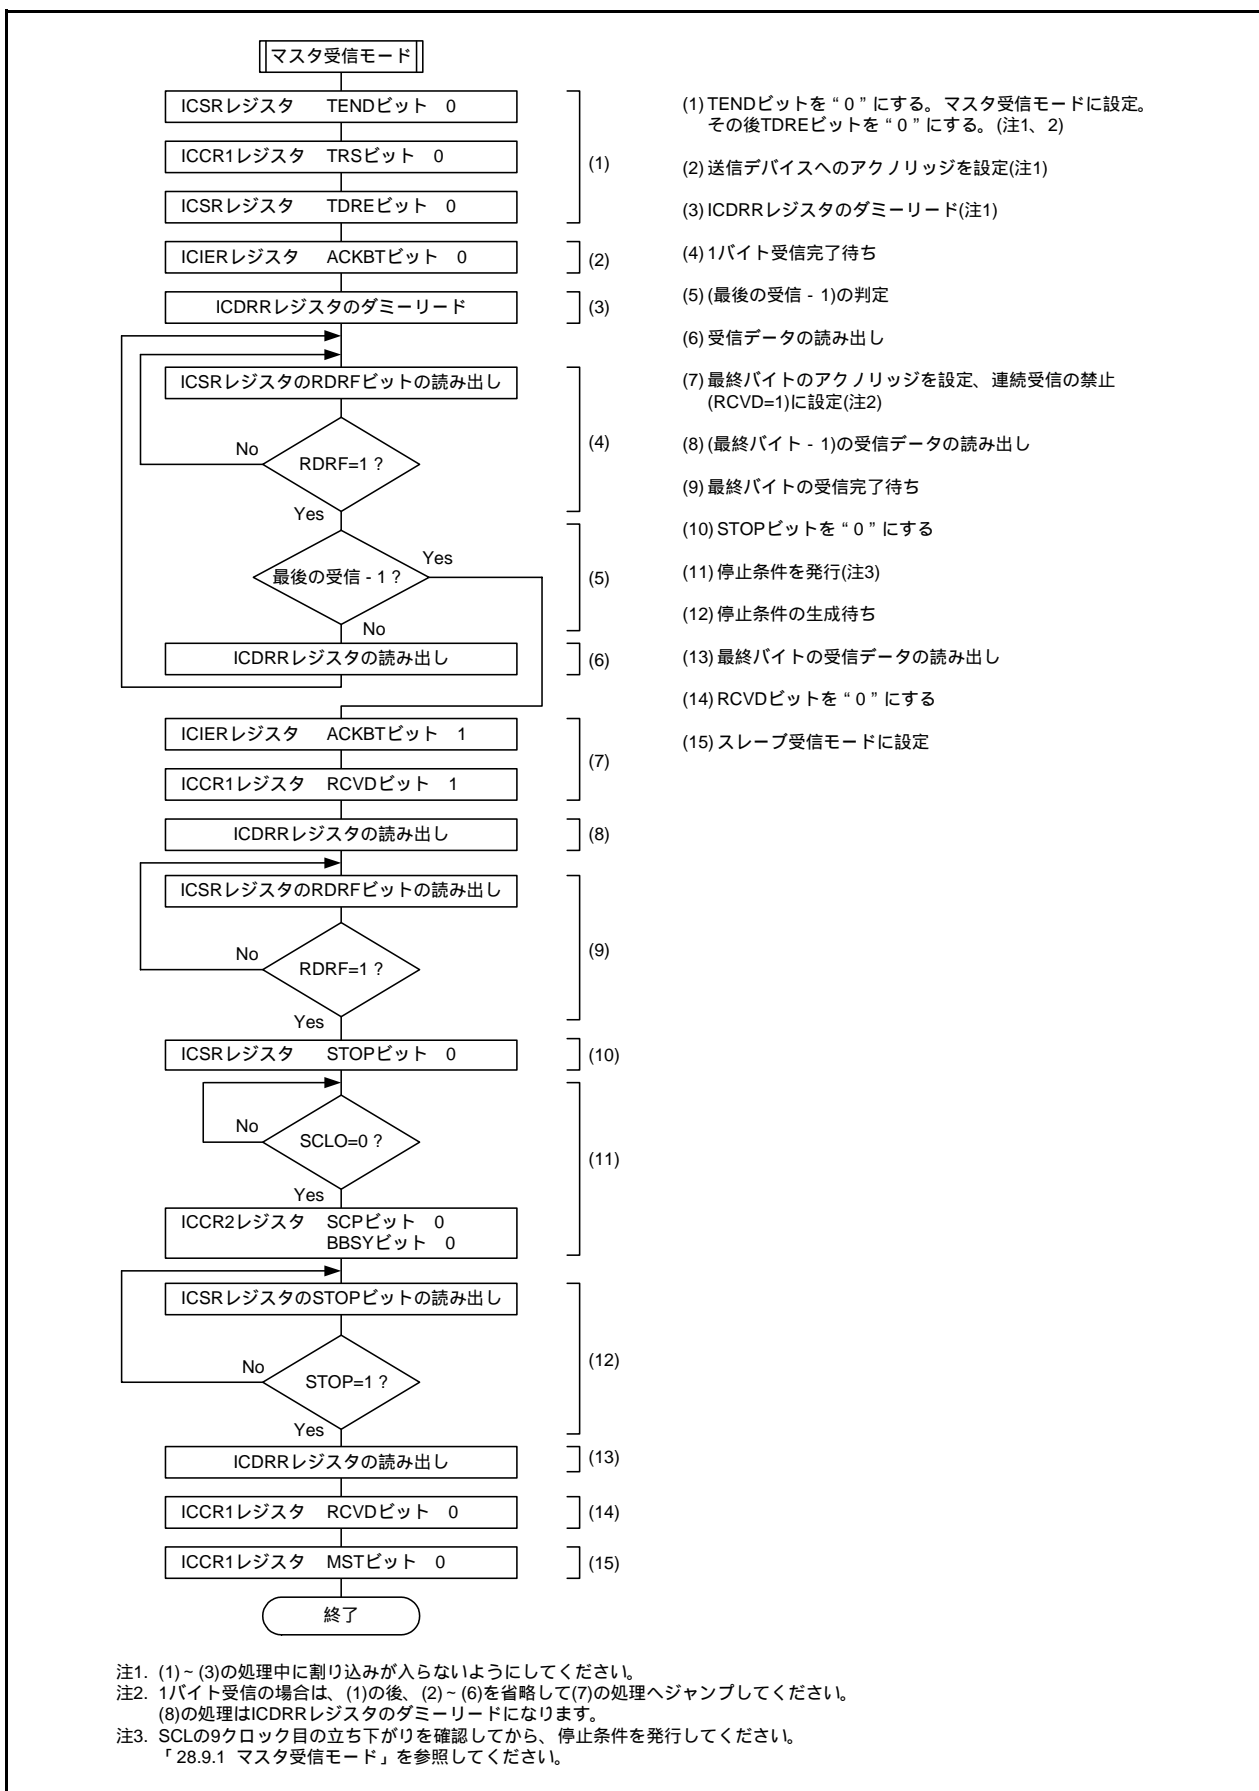 マスタ受信モード
ICSRレジスタ TENDビット 0
ICCR1レジスタ TRSビット 0
ICSRレジスタ TDREビット 0
(1)
ICIERレジスタ ACKBTビット 0
(2)
ICDRRレジスタのダミーリード
(3)
ICSRレジスタのRDRFビットの読み出し
No
RDRF=1 ?
(4)
Yes
最後の受信 - 1 ?
Yes
(5)
No
ICDRRレジスタの読み出し
(6)
ICIERレジスタ ACKBTビット 1
ICCR1レジスタ RCVDビット 1
(7)
ICDRRレジスタの読み出し
(8)
ICSRレジスタのRDRFビットの読み出し
No
RDRF=1 ?
(9)
Yes
ICSRレジスタ STOPビット 0
(10)
No
SCLO=0 ?
(11)
Yes
ICCR2レジスタ SCPビット 0
BBSYビット 0
ICSRレジスタのSTOPビットの読み出し
No
STOP=1 ?
(12)
Yes
ICDRRレジスタの読み出し
(13)
ICCR1レジスタ RCVDビット 0
(14)
ICCR1レジスタ MSTビット 0
(15)
終了
(1) TENDビットを“0”にする。マスタ受信モードに設定。
その後TDREビットを“0”にする。(注1、2)
(2) 送信デバイスへのアクノリッジを設定(注1)
(3) ICDRRレジスタのダミーリード(注1)
(4) 1バイト受信完了待ち
(5) (最後の受信 - 1)の判定
(6) 受信データの読み出し
(7) 最終バイトのアクノリッジを設定、連続受信の禁止
(RCVD=1)に設定(注2)
(8) (最終バイト - 1)の受信データの読み出し
(9) 最終バイトの受信完了待ち
(10) STOPビットを“0”にする
(11) 停止条件を発行(注3)
(12) 停止条件の生成待ち
(13) 最終バイトの受信データの読み出し
(14) RCVDビットを“0”にする
(15) スレーブ受信モードに設定
注1. (1) ~ (3)の処理中に割り込みが入らないようにしてください。
注2. 1バイト受信の場合は、(1)の後、(2) ~ (6)を省略して(7)の処理へジャンプしてください。
(8)の処理はICDRRレジスタのダミーリードになります。
注3. SCLの9クロック目の立ち下がりを確認してから、停止条件を発行してください。
「28.9.1 マスタ受信モード」を参照してください。